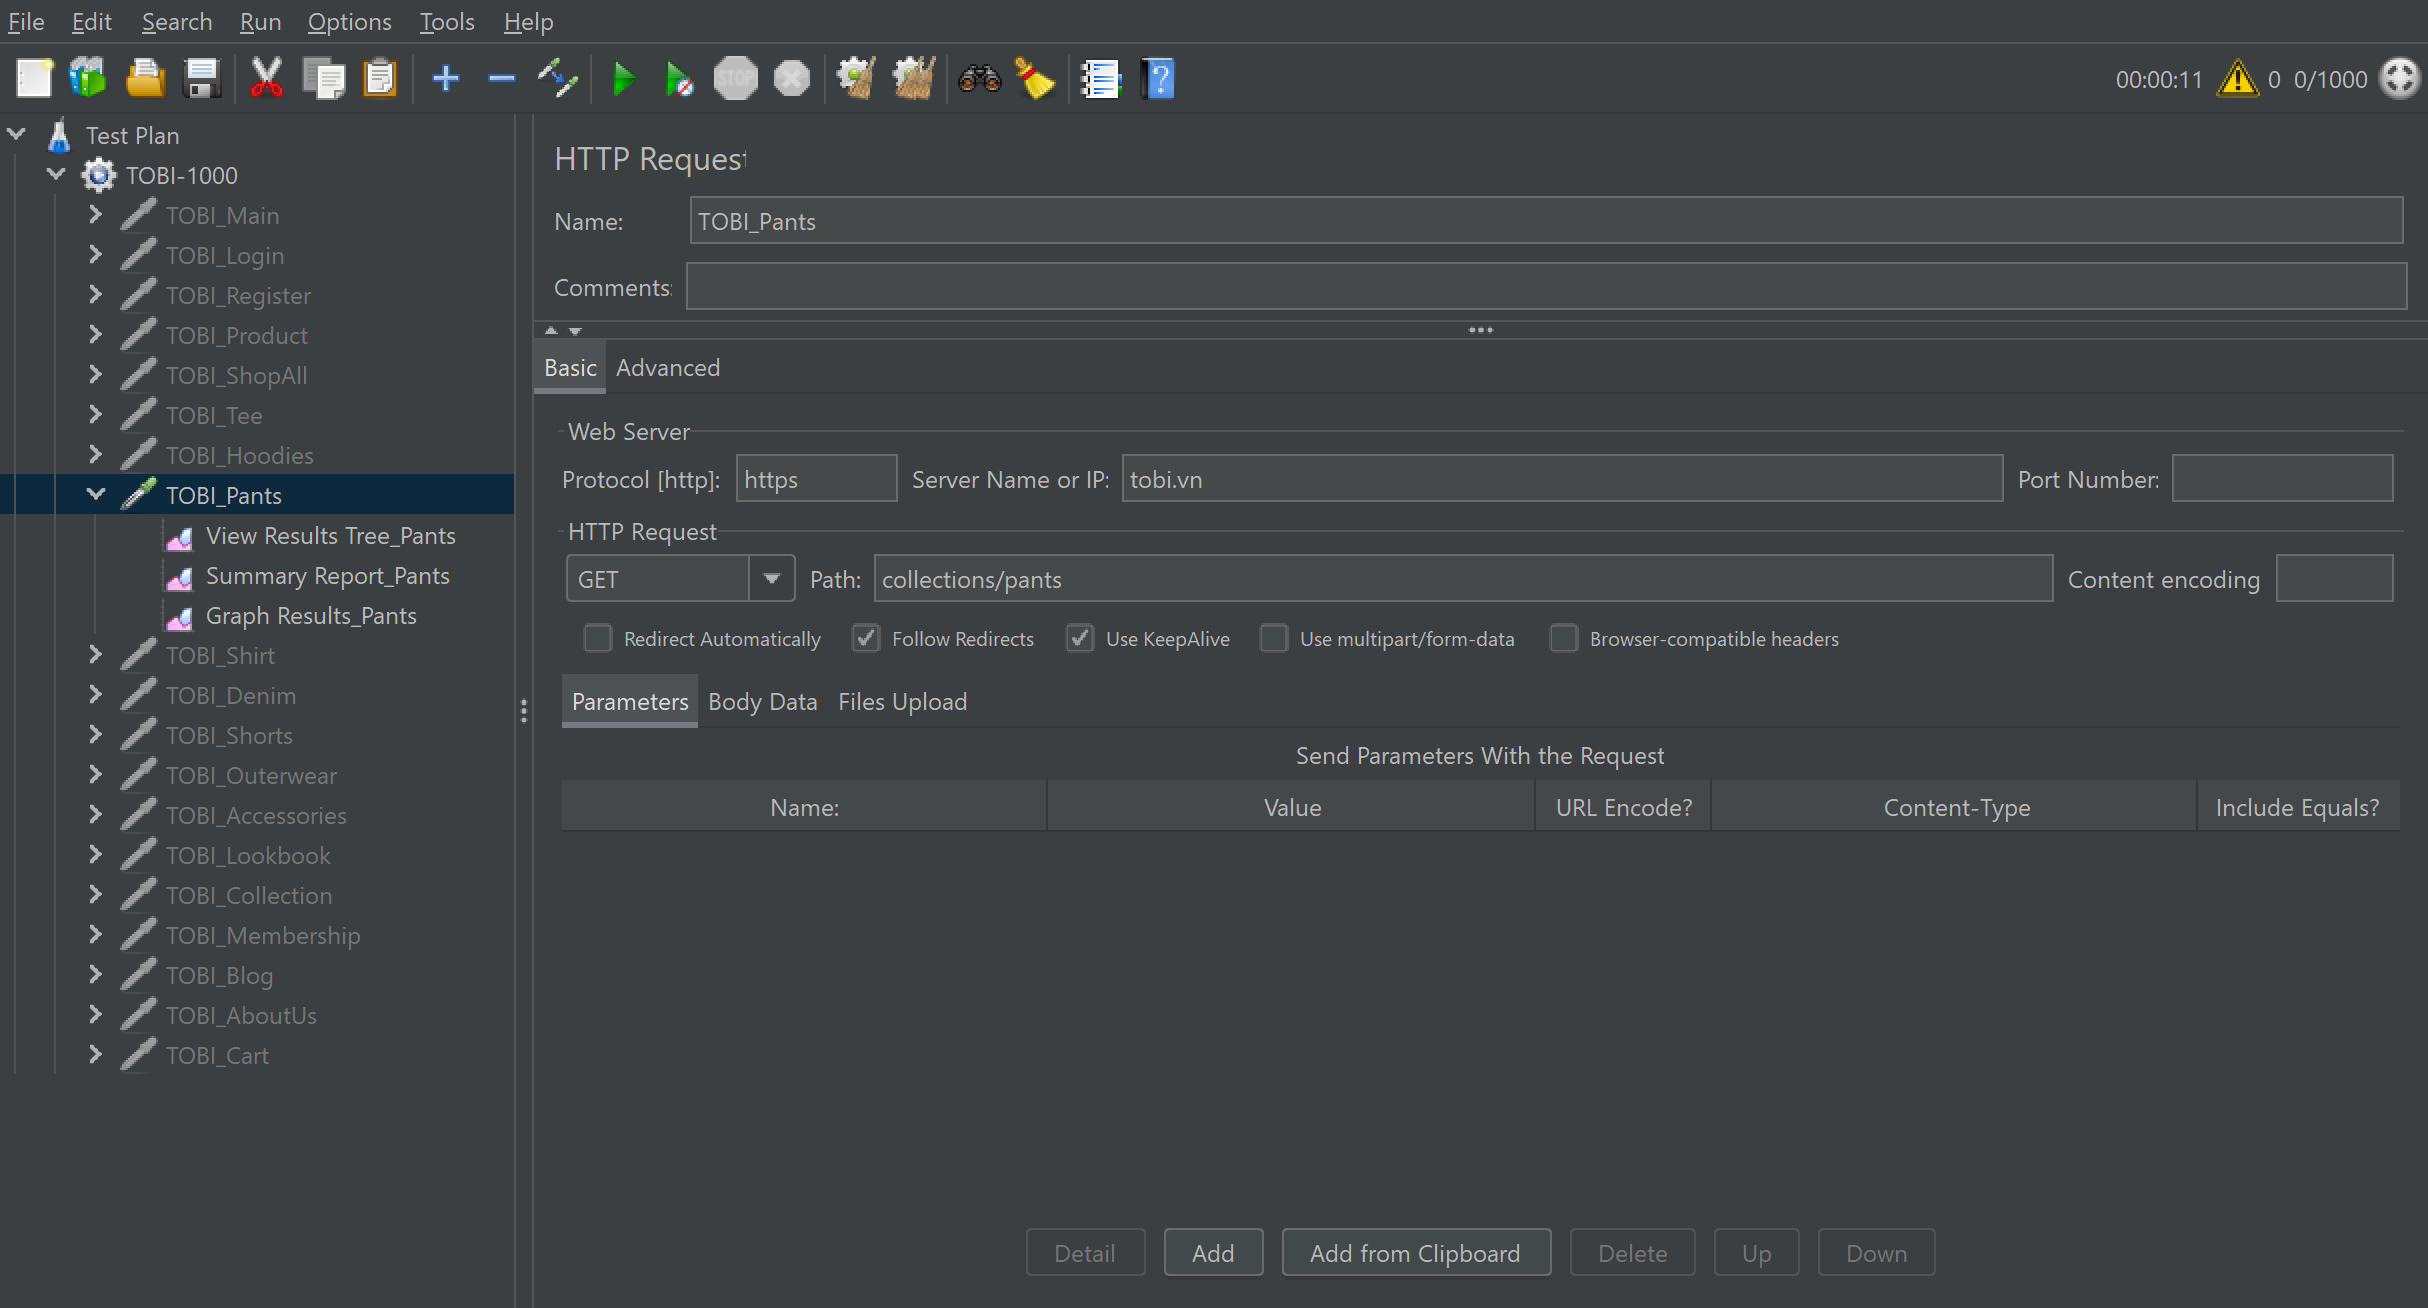 File Edit Search Run Options Tools Help
STOP
00:00:11 0 0/1000
Test Plan
TOBI-1000
TOBI_Main
TOBI_Login
TOBI_Register
TOBI_Product
TOBI_ShopAll
TOBI_Tee
TOBI_Hoodies
TOBI_Pants
View Results Tree_Pants
Summary Report_Pants
Graph Results_Pants
TOBI_Shirt
TOBI_Denim
TOBI_Shorts
TOBI_Outerwear
TOBI_Accessories
TOBI_Lookbook
TOBI_Collection
TOBI_Membership
TOBI_Blog
TOBI_AboutUs
TOBI_Cart
HTTP Request
Name: TOBI_Pants
Comments:
Basic Advanced
Web Server
Protocol [http]: https Server Name or IP: tobi.vn Port Number:
HTTP Request
GET Path: collections/pants Content encoding
Redirect Automatically Follow Redirects Use KeepAlive Use multipart/form-data Browser-compatible headers
Parameters Body Data Files Upload
Send Parameters With the Request
Name: Value URL Encode? Content-Type Include Equals?
Detail Add Add from Clipboard Delete Up Down